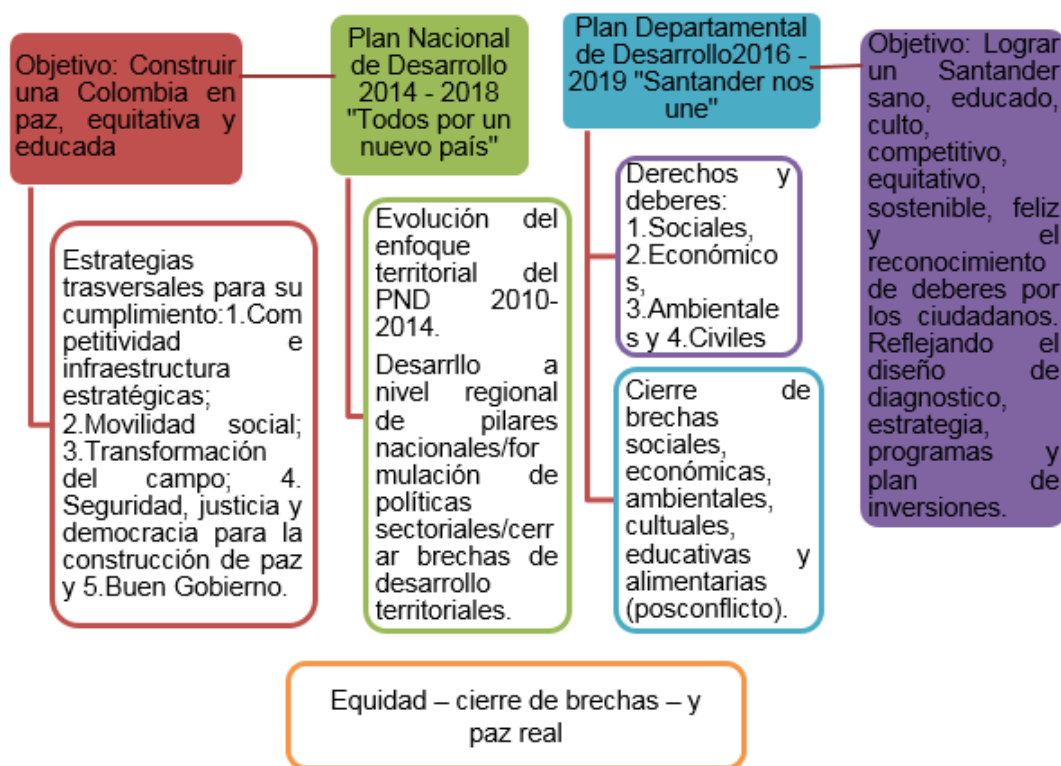 Objetivo: Construir
una Colombia en
paz, equitativa y
educada
Estrategias
trasversales para su
cumplimiento:1.Com
petitividad e
infraestructura
estratégicas;
2.Movilidad social;
3.Transformación
del campo; 4.
Seguridad, justicia y
democracia para la
construcción de paz
y 5.Buen Gobierno.
Plan Nacional
de Desarrollo
2014 - 2018
"Todos por un
nuevo país"
Evolución del
enfoque
territorial del
PND 2010-
2014.
Desarrllo a
nivel regional
de pilares
nacionales/for
mulación de
políticas
sectoriales/cerr
ar brechas de
desarrollo
territoriales.
Plan Departamental
de Desarrollo2016 -
2019 "Santander nos
une"
Derechos y
deberes:
1.Sociales,
2.Económico
s,
3.Ambientale
s y 4.Civiles
Cierre de
brechas
sociales,
económicas,
ambientales,
cultuales,
educativas y
alimentarias
(posconflicto).
Objetivo: Lograr
un Santander
sano, educado,
culto,
competitivo,
equitativo,
sostenible, feliz
y el
reconocimiento
de deberes por
los ciudadanos.
Reflejando el
diseño de
diagnostico,
estrategia,
programas y
plan de
inversiones.
Equidad – cierre de brechas – y
paz real